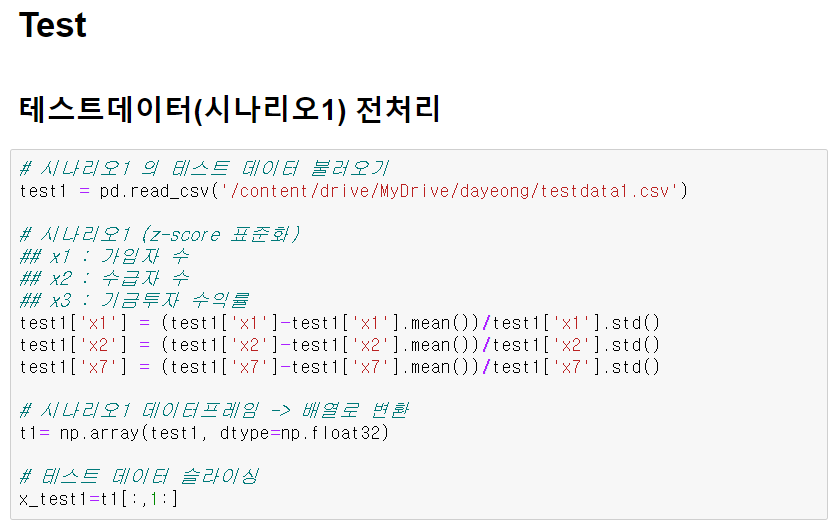 Test
테스트데이터(시나리오1) 전처리
# 시나리오1 의 테스트 데이터 불러오기
test1 = pd.read_csv('/content/drive/MyDrive/dayeong/testdata1.csv')
# 시나리오1 (z-score 표준화)
## x1 : 가입자 수
## x2 : 수급자 수
## x3 : 기금투자 수익률
test1['x1'] = (test1['x1']-test1['x1'].mean())/test1['x1'].std()
test1['x2'] = (test1['x2']-test1['x2'].mean())/test1['x2'].std()
test1['x7'] = (test1['x7']-test1['x7'].mean())/test1['x7'].std()
# 시나리오1 데이터프레임 -> 배열로 변환
t1= np.array(test1, dtype=np.float32)
# 테스트 데이터 슬라이싱
x_test1=t1[:,1:]